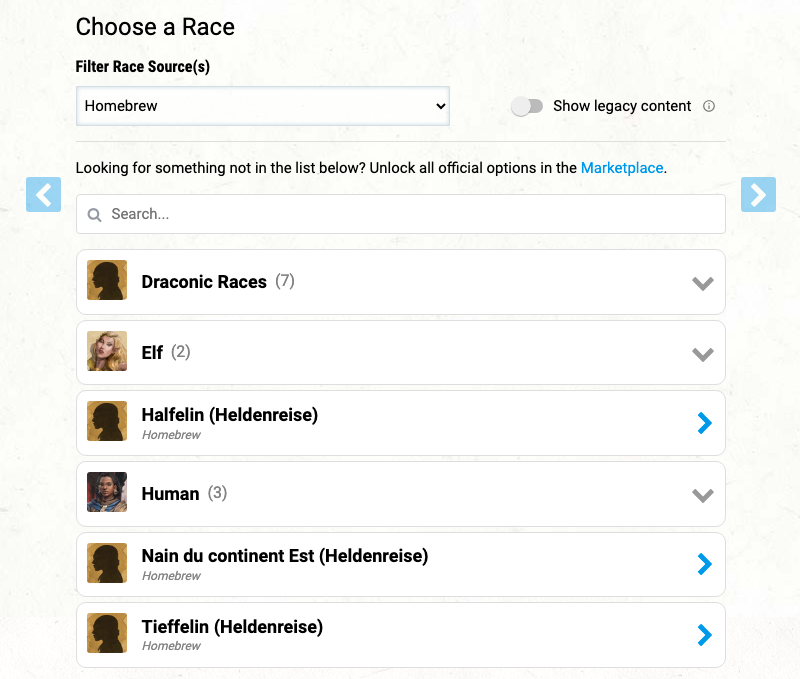 Choose a Race
Filter Race Source(s)
Homebrew
Show legacy content
Looking for something not in the list below? Unlock all official options in the Marketplace.
Search...
Draconic Races (7)
Elf (2)
Halfelin (Heldenreise)
Homebrew
Human (3)
Nain du continent Est (Heldenreise)
Homebrew
Tieffelin (Heldenreise)
Homebrew